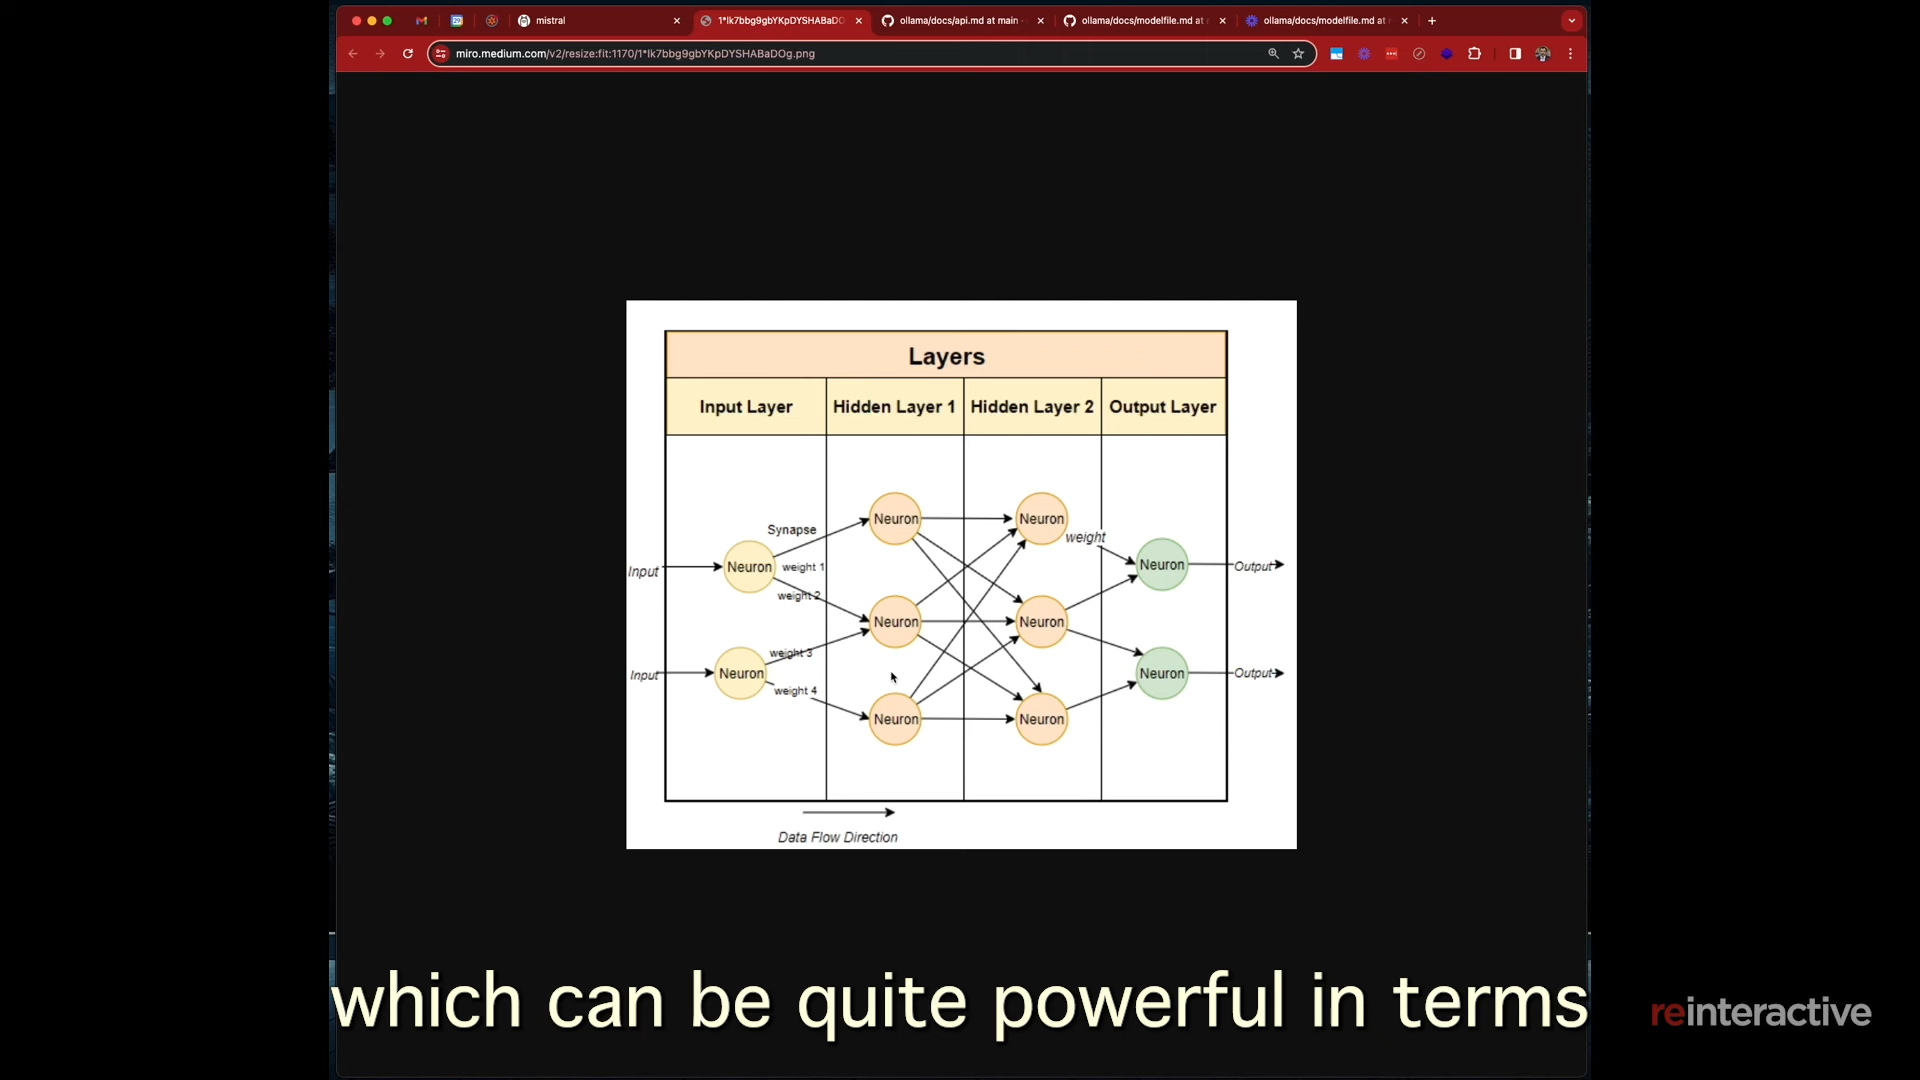 mistral
1*lk7bbg9gbYKpDYSHABaDO
ollama/docs/api.md at main
ollama/docs/modelfile.md at
ollama/docs/modelfile.md at
miro.medium.com/v2/resize:fit:1170/1*lk7bbg9gbYKpDYSHABaDOg.png
Layers
Input Layer
Hidden Layer 1
Hidden Layer 2
Output Layer
Neuron
Neuron
Synapse
weight
Input
Neuron
weight 1
Neuron
Output
weight 2
Neuron
Neuron
weight 3
Input
Neuron
Neuron
Output
weight 4
Neuron
Neuron
Data Flow Direction
which can be quite powerful in terms
reinteractive